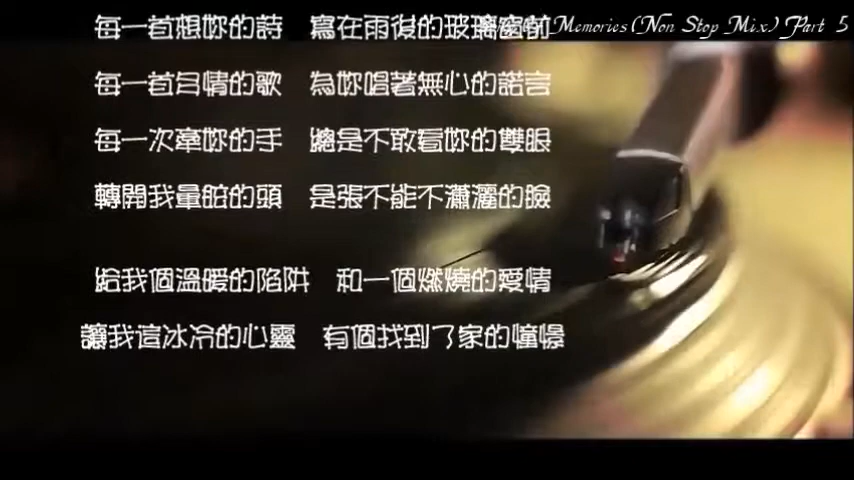 Memories(Non Stop Mix) Part 5
每一首想妳的詩 寫在雨後的玻璃窗前
每一首多情的歌 為妳唱著無心的諾言
每一次牽妳的手 總是不敢看妳的雙眼
轉開我暈眩的頭 是張不能不瀟灑的臉
給我個溫暖的陷阱 和一個燃燒的愛情
讓我這冰冷的心靈 有個找到了家的憧憬